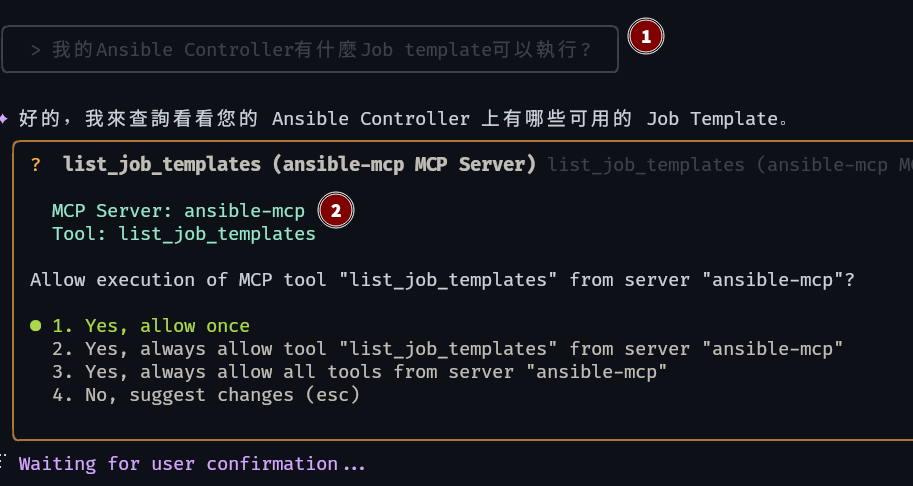 > 我的Ansible Controller有什麼Job template可以執行?
1
✦ 好的，我來查詢看看您的 Ansible Controller 上有哪些可用的 Job Template。
? list_job_templates (ansible-mcp MCP Server) list_job_templates (ansible-mcp M
MCP Server: ansible-mcp
2
Tool: list_job_templates
Allow execution of MCP tool "list_job_templates" from server "ansible-mcp"?
● 1. Yes, allow once
2. Yes, always allow tool "list_job_templates" from server "ansible-mcp"
3. Yes, always allow all tools from server "ansible-mcp"
4. No, suggest changes (esc)
Waiting for user confirmation...